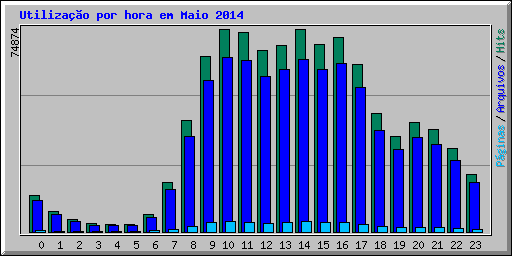 Utilização por hora em Maio 2014
74874
Páginas / Arquivos / Hits
0 1 2 3 4 5 6 7 8 9 10 11 12 13 14 15 16 17 18 19 20 21 22 23